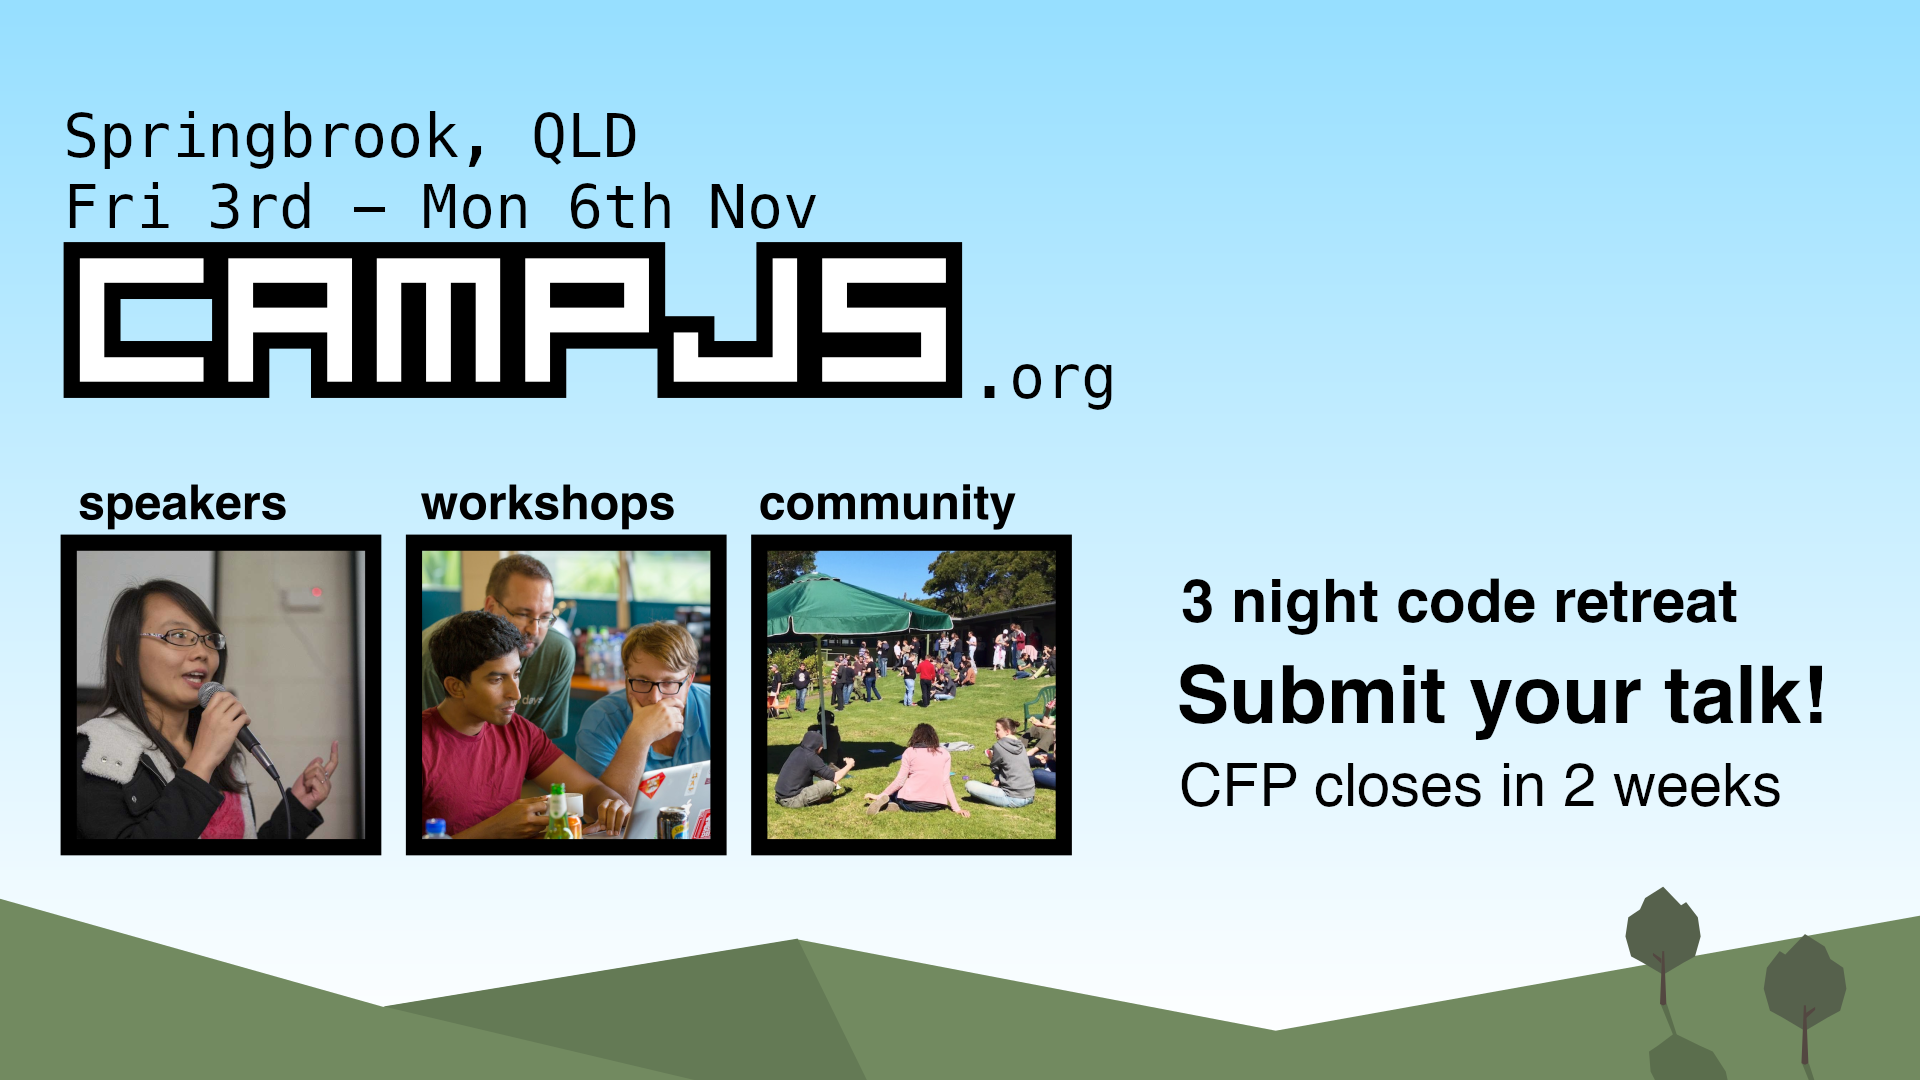 Springbrook, QLD
Fri 3rd – Mon 6th Nov
CAMPJS.org
speakers
workshops
community
3 night code retreat
Submit your talk!
CFP closes in 2 weeks